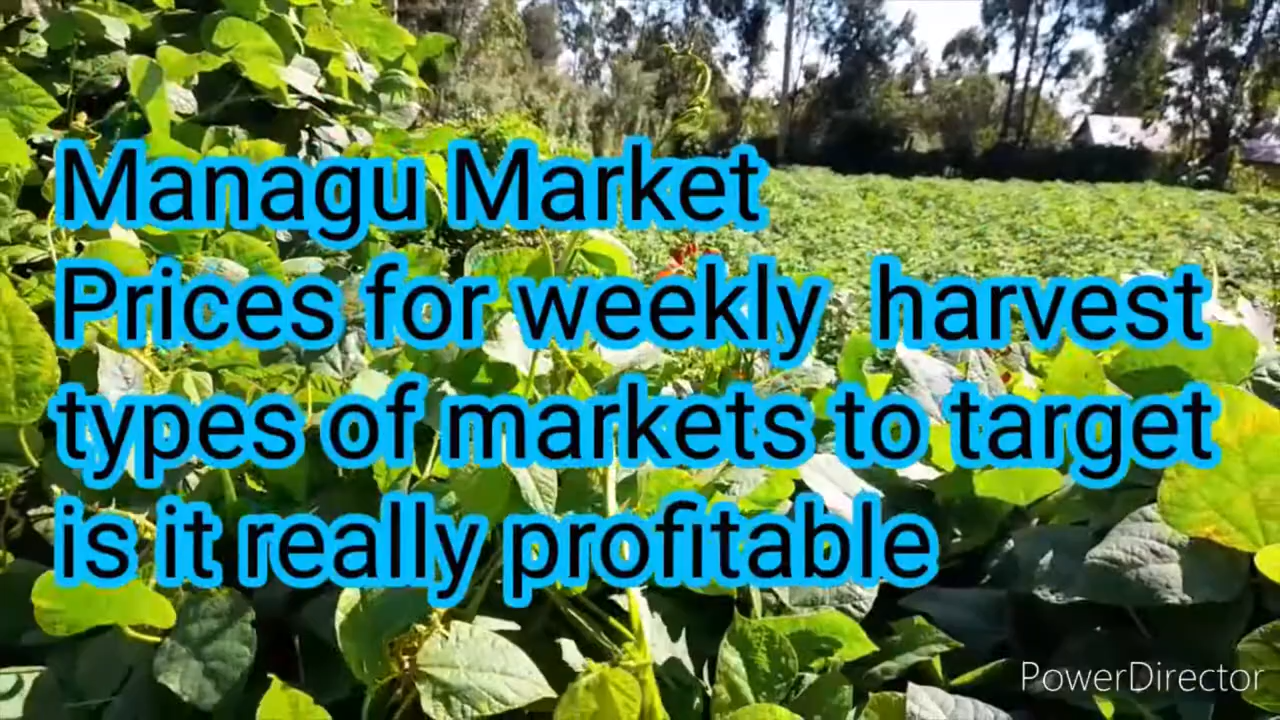 Managu Market
Prices for weekly harvest
types of markets to target
is it really profitable
PowerDirector